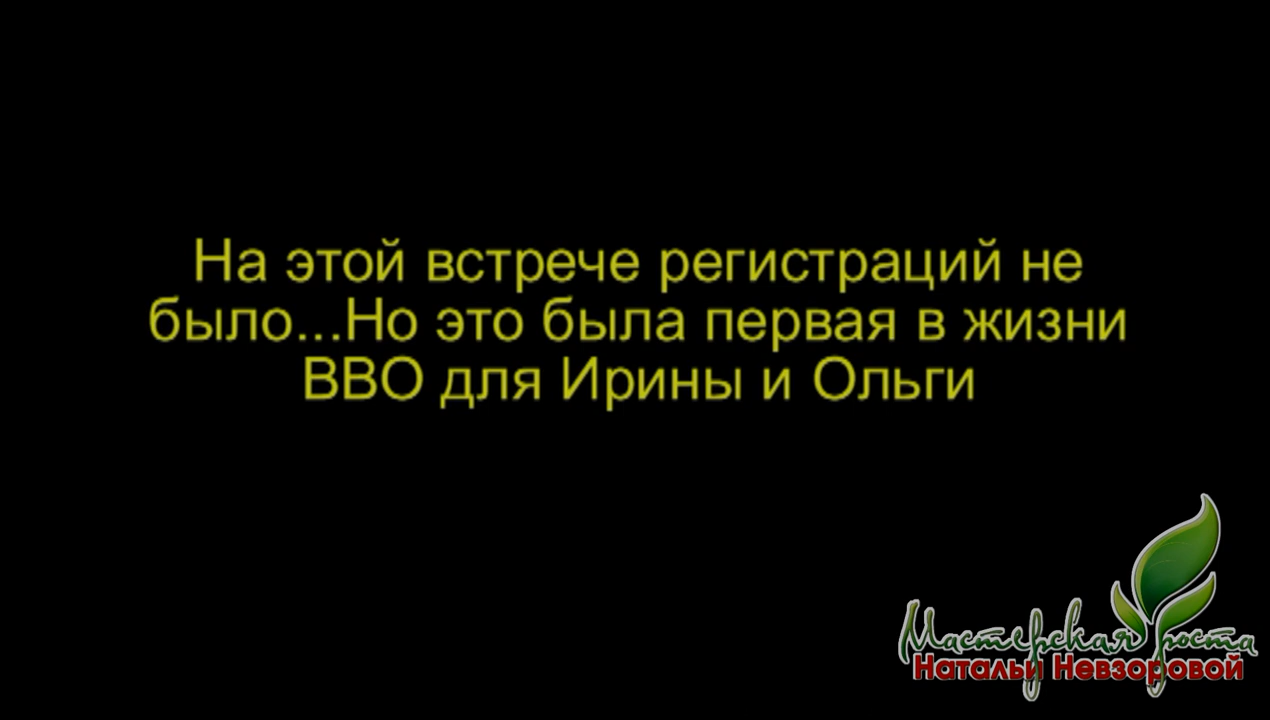 На этой встрече регистраций не
было...Но это была первая в жизни
ВВО для Ирины и Ольги
Мастерская роста
Натальи Невзоровой